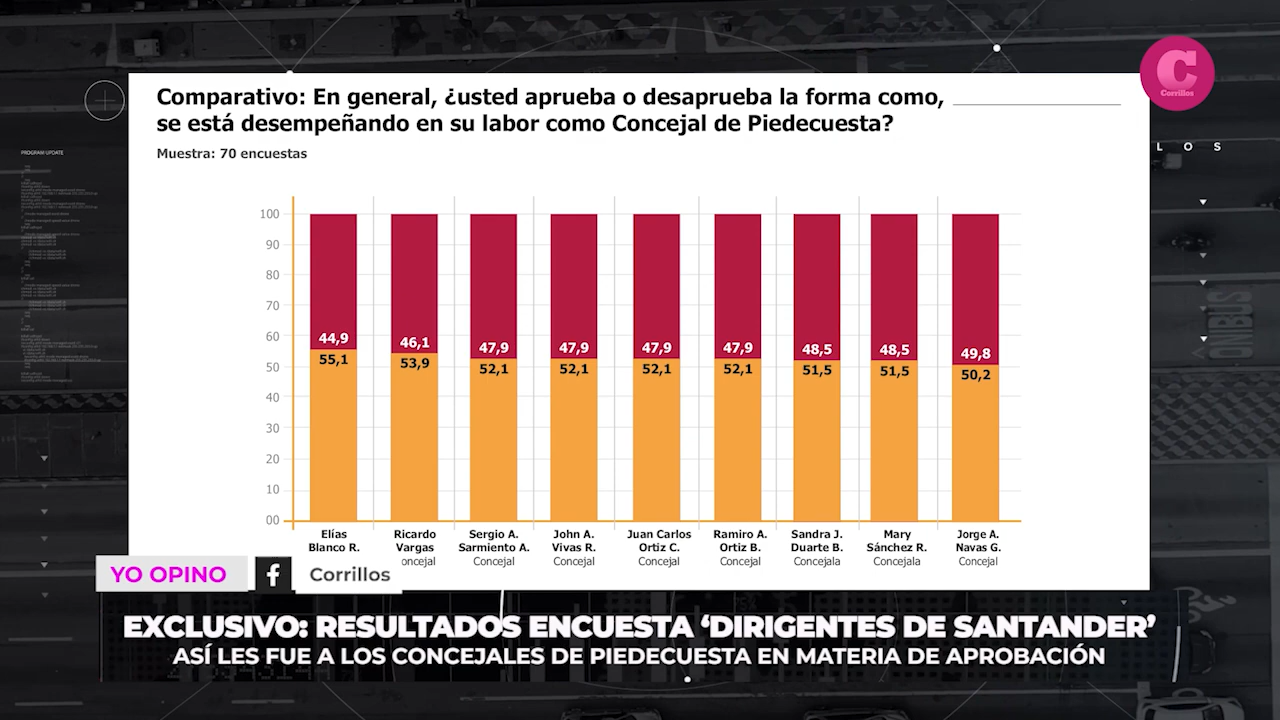 Comparativo: En general, ¿usted aprueba o desaprueba la forma como, ____________
se está desempeñando en su labor como Concejal de Piedecuesta?
Muestra: 70 encuestas
C
Corrillos
L O S
PROGRAM UPDATE
100
90
80
70
60
50
40
30
20
10
00
44,9 46,1 47,9 47,9 47,9 47,9 48,5 48,5 49,8
55,1 53,9 52,1 52,1 52,1 52,1 51,5 51,5 50,2
Elías Blanco R.
Ricardo Vargas oncejal
Sergio A. Sarmiento A. Concejal
John A. Vivas R. Concejal
Juan Carlos Ortiz C. Concejal
Ramiro A. Ortiz B. Concejal
Sandra J. Duarte B. Concejala
Mary Sánchez R. Concejala
Jorge A. Navas G. Concejal
ÔNIBUS
YO OPINO f Corrillos
EXCLUSIVO: RESULTADOS ENCUESTA ‘DIRIGENTES DE SANTANDER’
ASÍ LES FUE A LOS CONCEJALES DE PIEDECUESTA EN MATERIA DE APROBACIÓN